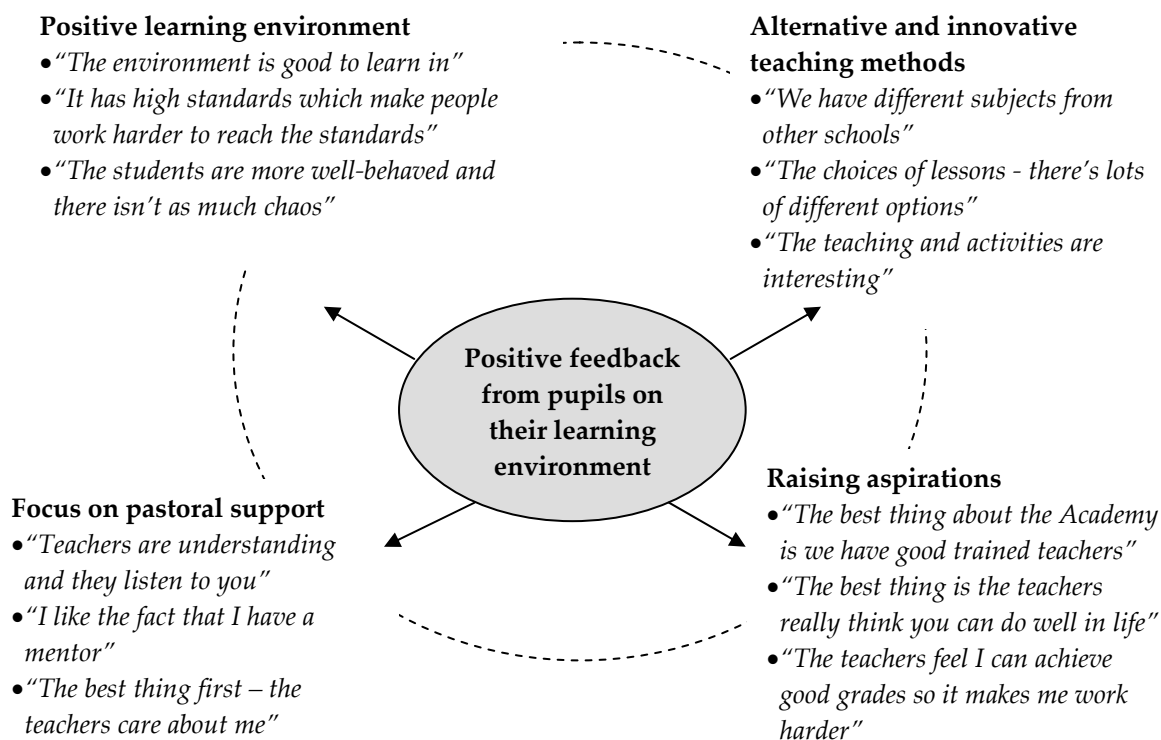 Positive learning environment
•“The environment is good to learn in”
•“It has high standards which make people
work harder to reach the standards”
•“The students are more well-behaved and
there isn’t as much chaos”
Alternative and innovative
teaching methods
•“We have different subjects from
other schools”
•“The choices of lessons - there’s lots
of different options”
•“The teaching and activities are
interesting”
Positive feedback
from pupils on
their learning
environment
Focus on pastoral support
•“Teachers are understanding
and they listen to you”
•“I like the fact that I have a
mentor”
•“The best thing first – the
teachers care about me”
Raising aspirations
•“The best thing about the Academy
is we have good trained teachers”
•“The best thing is the teachers
really think you can do well in life”
•“The teachers feel I can achieve
good grades so it makes me work
harder”